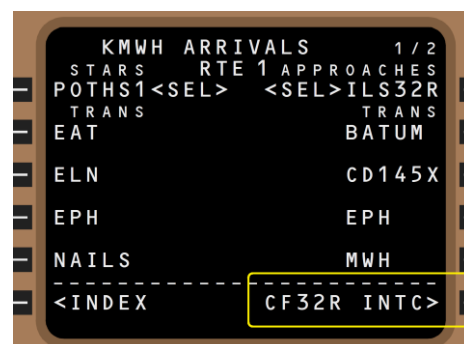 KMWH ARRIVALS 1/2
STARS RTE 1 APPROACHES
POTHS1<SEL> <SEL>ILS32R
TRANS TRANS
EAT BATUM
ELN CD145X
EPH EPH
NAILS MWH
<INDEX CF32R INTC>